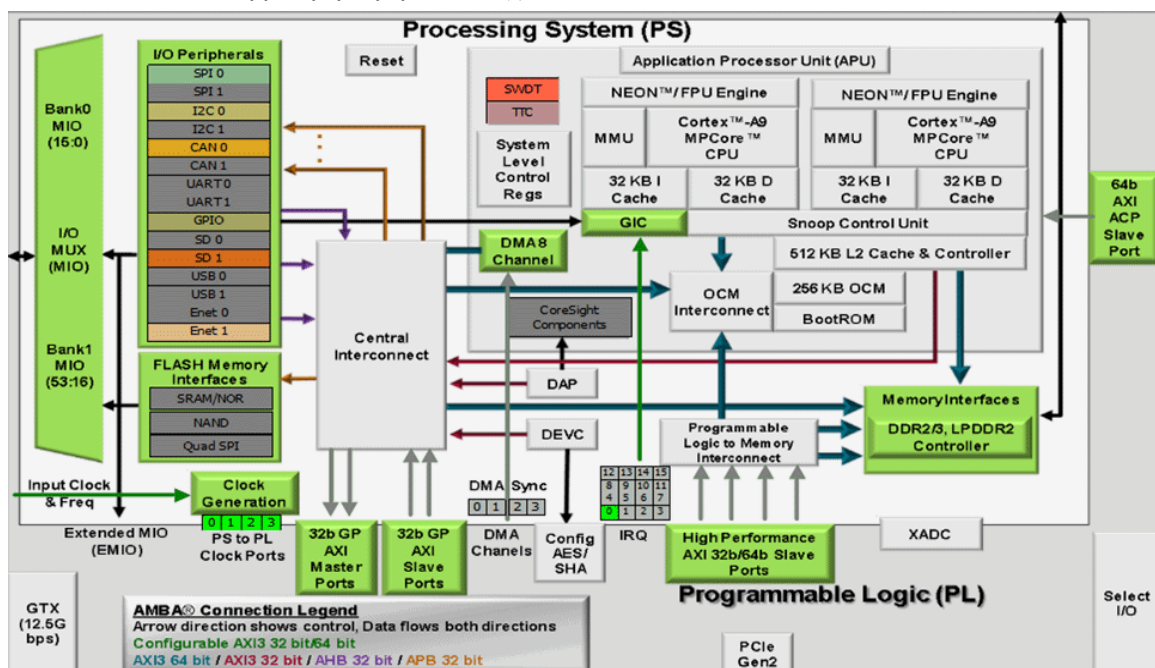 Processing System (PS)
I/O Peripherals
SPI 0
SPI 1
I2C 0
I2C 1
CAN 0
CAN 1
UART 0
UART 1
GPIO
SD 0
SD 1
USB 0
USB 1
Enet 0
Enet 1
FLASH Memory
Interfaces
SRAM/NOR
NAND
Quad SPI
Bank0
MIO
(15:0)
I/O
MUX
(MIO)
Bank1
MIO
(53:16)
Input Clock
& Freq
Clock
Generation
0 1 2 3
PS to PL
Clock Ports
Extended MIO
(EMIO)
Reset
Central
Interconnect
Application Processor Unit (APU)
SWDT
TTC
System
Level
Control
Regs
NEON™/FPU Engine
MMU
Cortex™-A9
MPCore™
CPU
32 KB I
Cache
32 KB D
Cache
NEON™/FPU Engine
MMU
Cortex™-A9
MPCore™
CPU
32 KB I
Cache
32 KB D
Cache
GIC
Snoop Control Unit
DMA8
Channel
512 KB L2 Cache & Controller
OCM
Interconnect
256 KB OCM
BootROM
CoreSight
Components
DAP
DEVC
Programmable
Logic to Memory
Interconnect
Memory Interfaces
DDR2/3, LPDDR2
Controller
64b
AXI
ACP
Slave
Port
32b GP
AXI
Master
Ports
32b GP
AXI
Slave
Ports
DMA Sync
0 1 2 3
DMA
Channels
Config
AES/
SHA
12 13 14 15
8 9 10 11
4 5 6 7
0 1 2 3
IRQ
High Performance
AXI 32b/64b Slave
Ports
XADC
Programmable Logic (PL)
GTX
(12.5G
bps)
AMBA® Connection Legend
Arrow direction shows control, Data flows both directions
Configurable AXI3 32 bit/64 bit
AXI3 64 bit / AXI3 32 bit / AHB 32 bit / APB 32 bit
PCIe
Gen2
Select
I/O